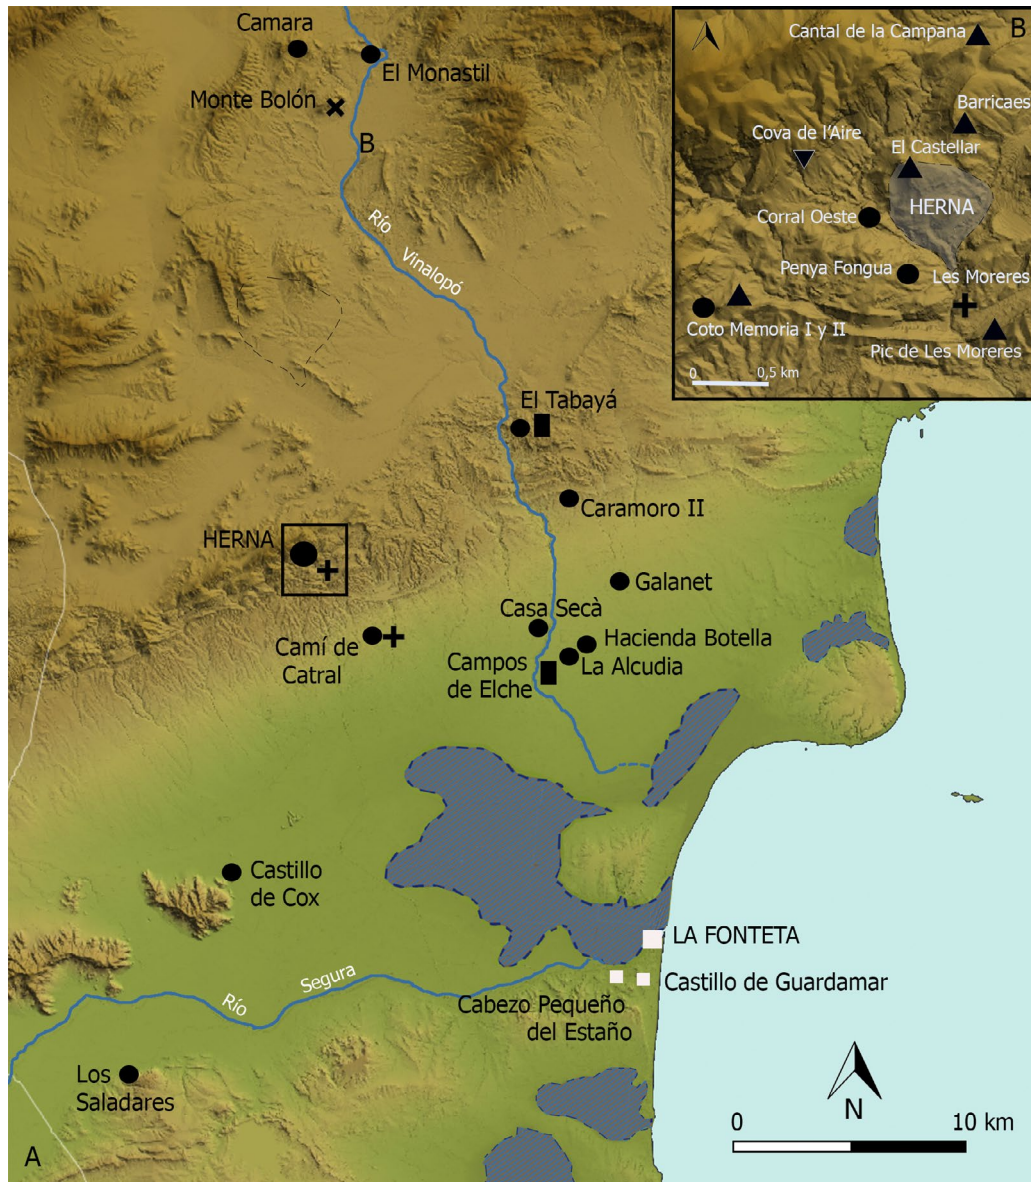 Camara
El Monastil
Monte Bolón
B
Río
Vinalopó
El Tabayá
Caramoro II
HERNA
Galanet
Casa Secà
Camí de
Catral
Hacienda Botella
La Alcudia
Campos
de Elche
Castillo
de Cox
LA FONTETA
Castillo de Guardamar
Cabezo Pequeño
del Estaño
Río
Segura
Los
Saladares
A
N
0
10 km
B
Cantal de la Campana
Barricaes
Cova de l'Aire
El Castellar
HERNA
Corral Oeste
Penya Fongua
Les Moreres
Coto Memoria I y II
Pic de Les Moreres
0
0,5 km